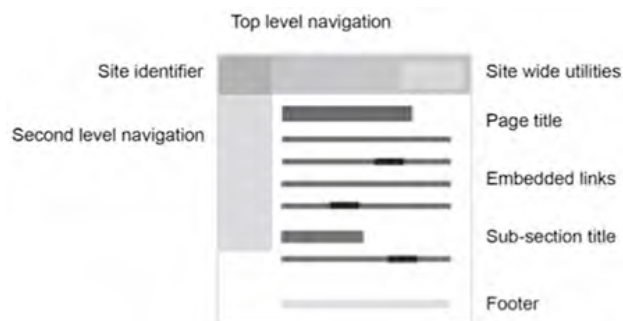 Top level navigation
Site identifier
Site wide utilities
Second level navigation
Page title
Embedded links
Sub-section title
Footer